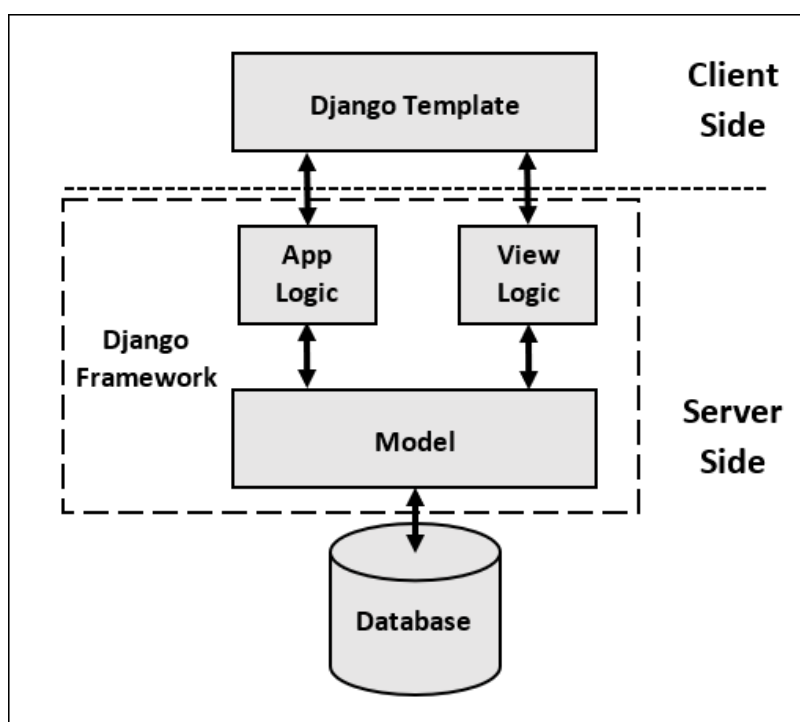 Client
Side
Django Template
App
Logic
View
Logic
Django
Framework
Model
Server
Side
Database